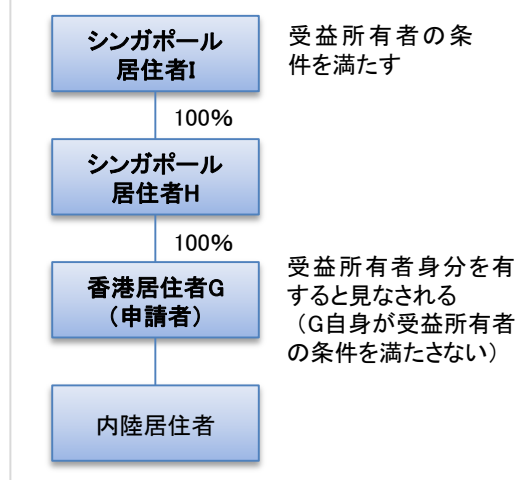 シンガポール
居住者I
受益所有者の条
件を満たす
100%
シンガポール
居住者H
100%
香港居住者G
（申請者）
受益所有者身分を有
すると見なされる
（G自身が受益所有者
の条件を満たさない）
内陸居住者